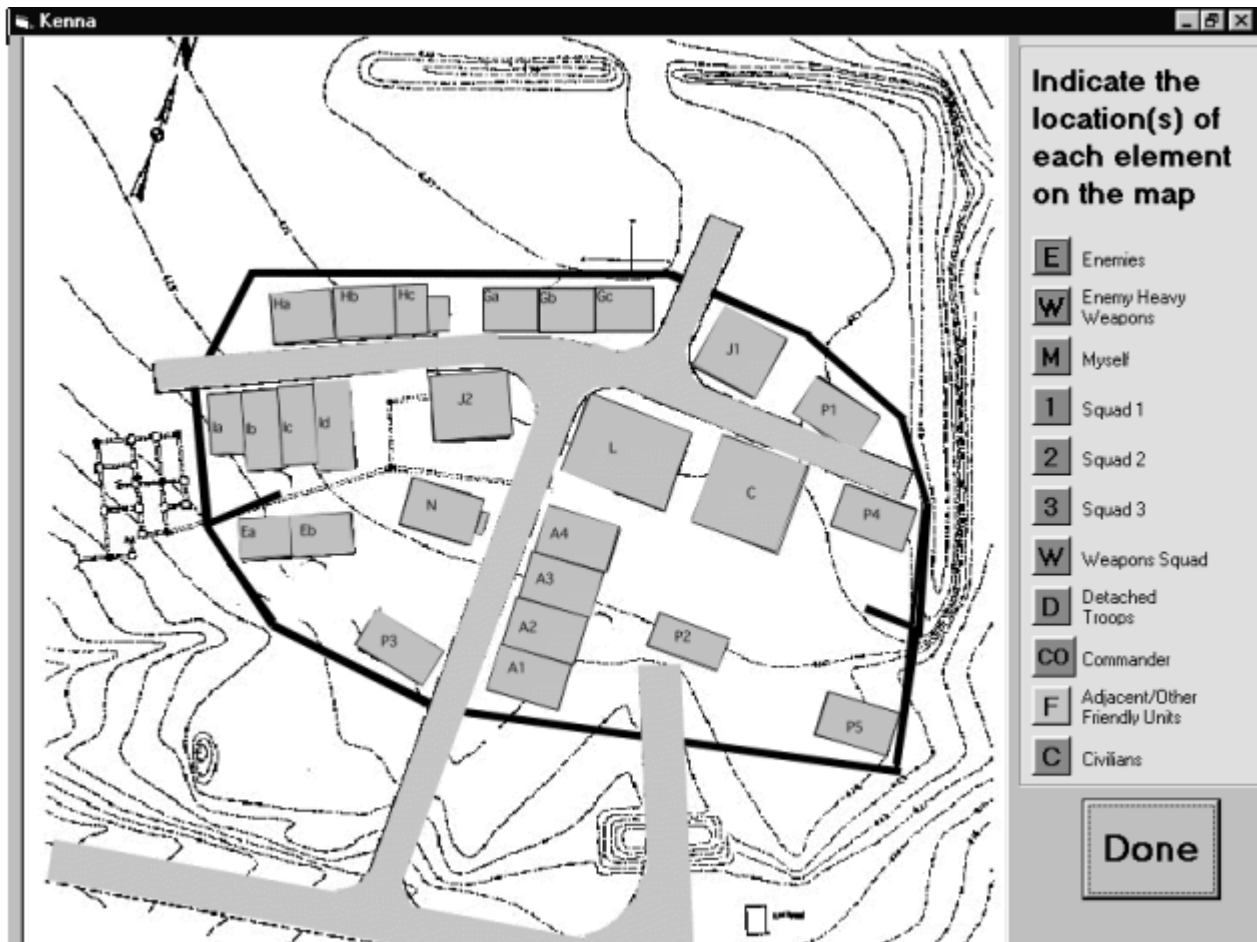 Kenna
Indicate the
location(s) of
each element
on the map
E Enemies
W Enemy Heavy
Weapons
M Myself
1 Squad 1
2 Squad 2
3 Squad 3
W Weapons Squad
D Detached
Troops
CO Commander
F Adjacent/Other
Friendly Units
C Civilians
Done
Ha
Hb
Hc
Ga
Gb
Gc
J1
P1
J2
Ia
Ib
Ic
Id
L
C
P4
N
Ea
Eb
A4
A3
A2
A1
P3
P2
P5